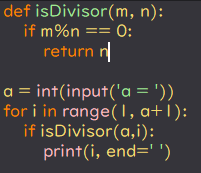 def isDivisor(m, n):
    if m%n == 0:
        return n

a = int(input('a = '))
for i in range(1, a+1):
    if isDivisor(a,i):
        print(i, end=' ')